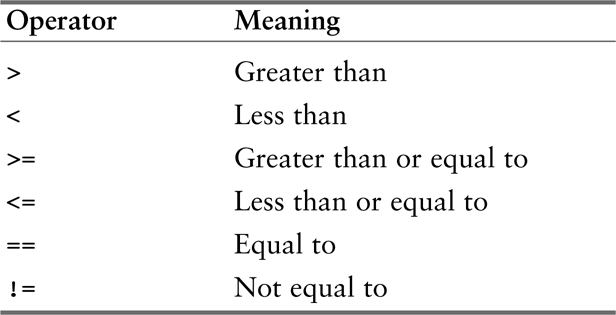 Operator Meaning
> Greater than
< Less than
>= Greater than or equal to
<= Less than or equal to
== Equal to
!= Not equal to